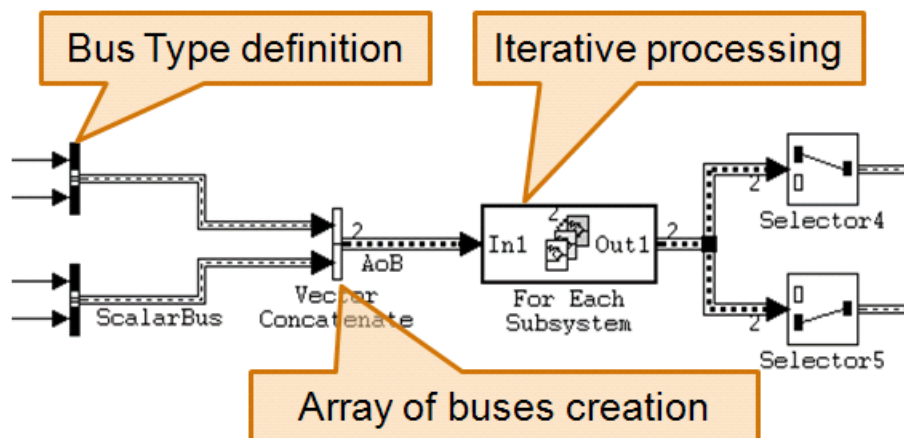 Bus Type definition
Iterative processing
2
2
In1
Out1
2
2
Selector4
AoB
ScalarBus
Vector
Concatenate
For Each
Subsystem
2
Selector5
Array of buses creation